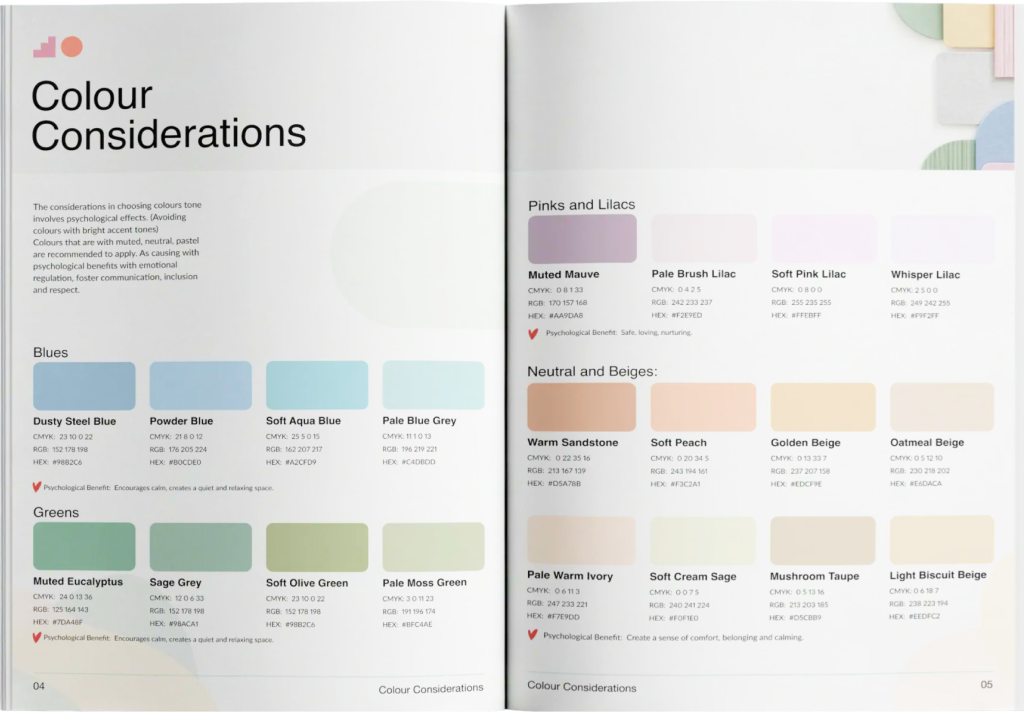 Colour
Considerations
The considerations in choosing colours tone
involves psychological effects. (Avoiding
colours with bright accent tones)
Colours that are with muted, neutral, pastel
are recommended to apply. As causing with
psychological benefits with emotional
regulation, foster communication, inclusion
and respect.
Blues
Dusty Steel Blue
CMYK: 23 10 0 22
RGB: 152 178 198
HEX: #98B2C6
Powder Blue
CMYK: 21 8 0 12
RGB: 176 205 224
HEX: #B0CDE0
Soft Aqua Blue
CMYK: 25 5 0 15
RGB: 162 207 217
HEX: #A2CFD9
Pale Blue Grey
CMYK: 11 1 0 13
RGB: 196 219 221
HEX: #C4DBDD
Psychological Benefit: Encourages calm, creates a quiet and relaxing space.
Greens
Muted Eucalyptus
CMYK: 24 0 13 36
RGB: 125 164 143
HEX: #7DA48F
Sage Grey
CMYK: 12 0 6 33
RGB: 152 178 198
HEX: #98ACA1
Soft Olive Green
CMYK: 23 10 0 22
RGB: 152 178 198
HEX: #98B2C6
Pale Moss Green
CMYK: 3 0 11 23
RGB: 191 196 174
HEX: #BFC4AE
Psychological Benefit: Encourages calm, creates a quiet and relaxing space.
04
Colour Considerations
Pinks and Lilacs
Muted Mauve
CMYK: 0 8 1 33
RGB: 170 157 168
HEX: #AA9DA8
Pale Brush Lilac
CMYK: 0 4 2 5
RGB: 242 233 237
HEX: #F2E9ED
Soft Pink Lilac
CMYK: 0 8 0 0
RGB: 255 235 255
HEX: #FFEBFF
Whisper Lilac
CMYK: 2 5 0 0
RGB: 249 242 255
HEX: #F9F2FF
Psychological Benefit: Safe, loving, nurturing.
Neutral and Beiges:
Warm Sandstone
CMYK: 0 22 35 16
RGB: 213 167 139
HEX: #D5A78B
Soft Peach
CMYK: 0 20 34 5
RGB: 243 194 161
HEX: #F3C2A1
Golden Beige
CMYK: 0 13 33 7
RGB: 237 207 158
HEX: #EDCF9E
Oatmeal Beige
CMYK: 0 5 12 10
RGB: 230 218 202
HEX: #E6DACA
Pale Warm Ivory
CMYK: 0 6 11 3
RGB: 247 233 221
HEX: #F7E9DD
Soft Cream Sage
CMYK: 0 0 7 5
RGB: 240 241 224
HEX: #F0F1E0
Mushroom Taupe
CMYK: 0 5 13 16
RGB: 213 203 185
HEX: #D5CBB9
Light Biscuit Beige
CMYK: 0 6 18 7
RGB: 238 223 194
HEX: #EEDFC2
Psychological Benefit: Create a sense of comfort, belonging and calming.
Colour Considerations
05